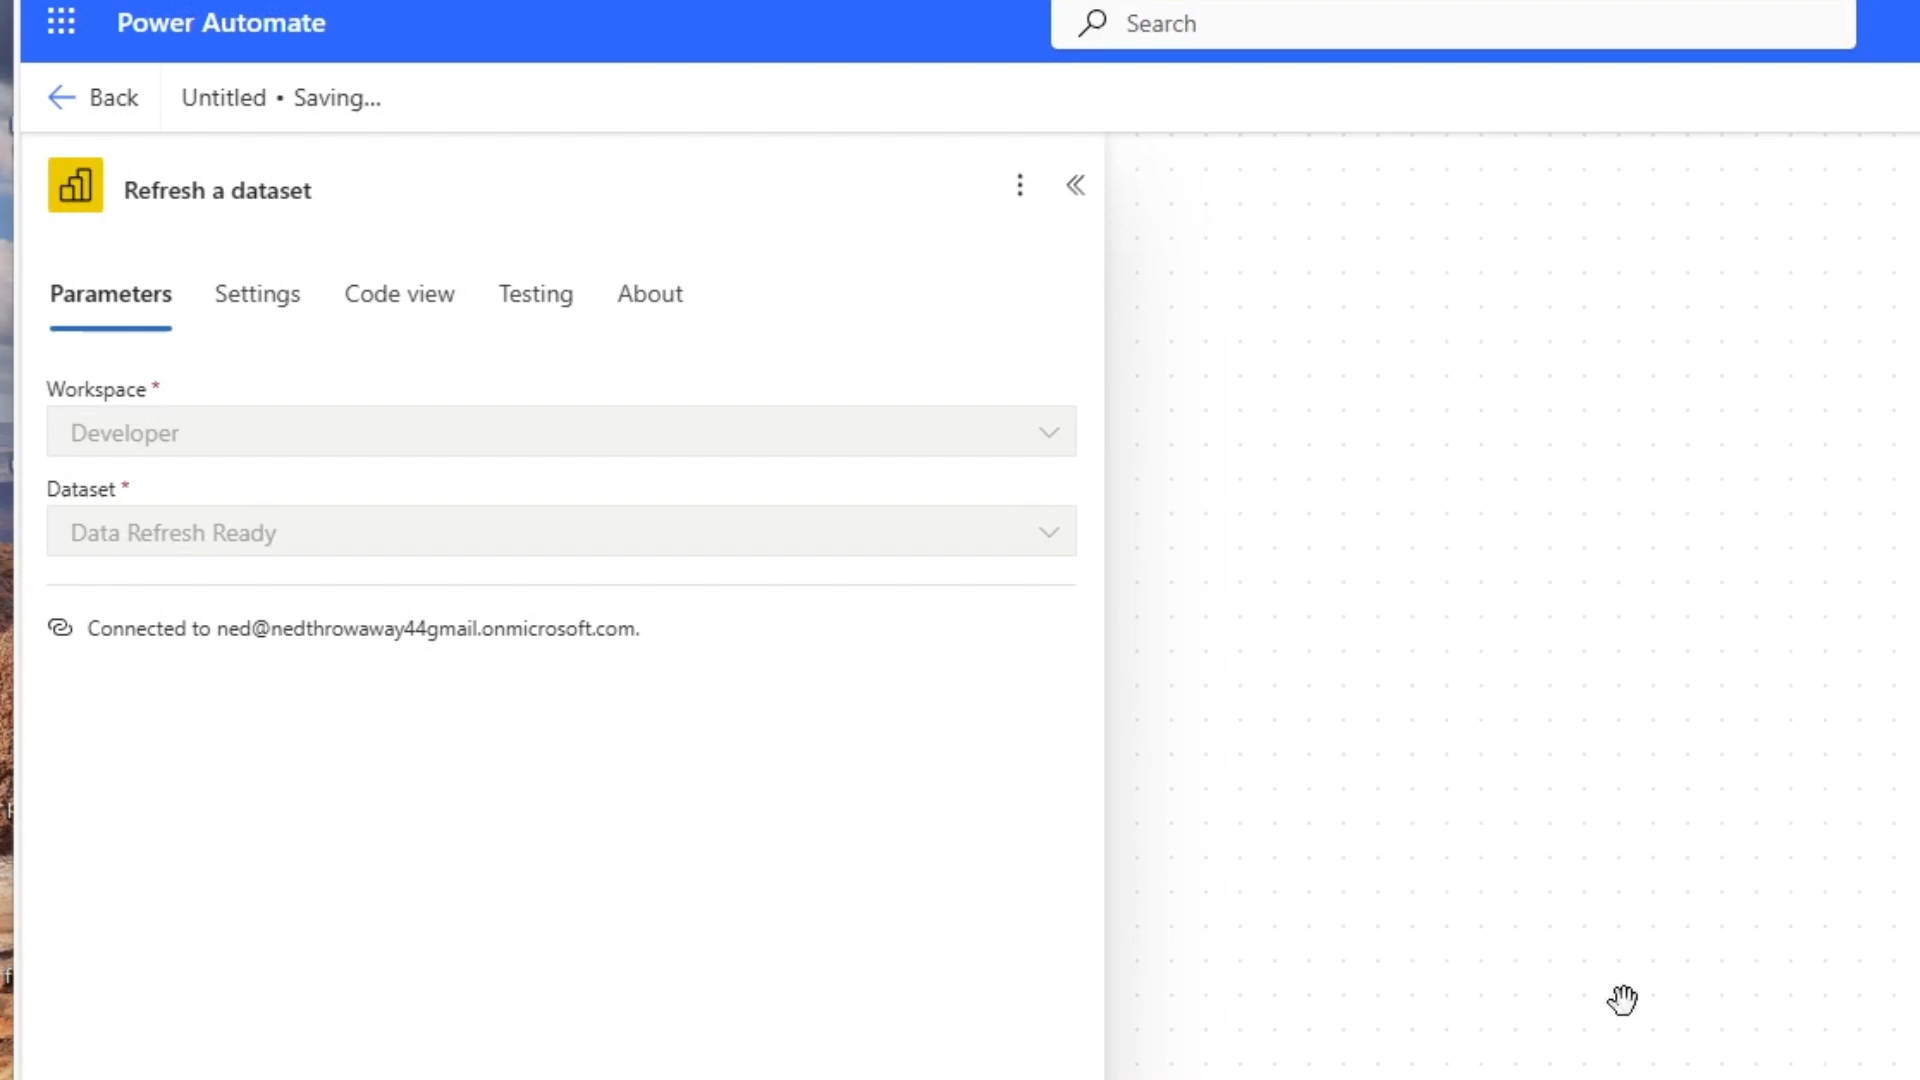 Power Automate
Search
Back
Untitled • Saving...
Refresh a dataset
Parameters Settings Code view Testing About
Workspace *
Developer
Dataset *
Data Refresh Ready
Connected to ned@nedthrowaway44gmail.onmicrosoft.com.